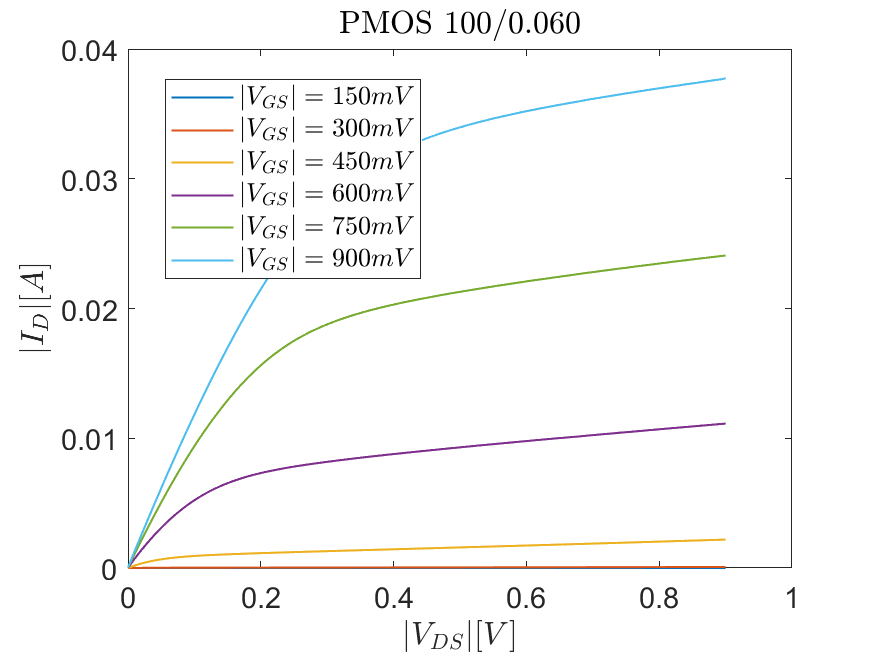 PMOS 100/0.060
0.04
0.03
0.02
0.01
0
|I_D|[A]
|V_{GS}| = 150mV
|V_{GS}| = 300mV
|V_{GS}| = 450mV
|V_{GS}| = 600mV
|V_{GS}| = 750mV
|V_{GS}| = 900mV
0 0.2 0.4 0.6 0.8 1
|V_{DS}|[V]